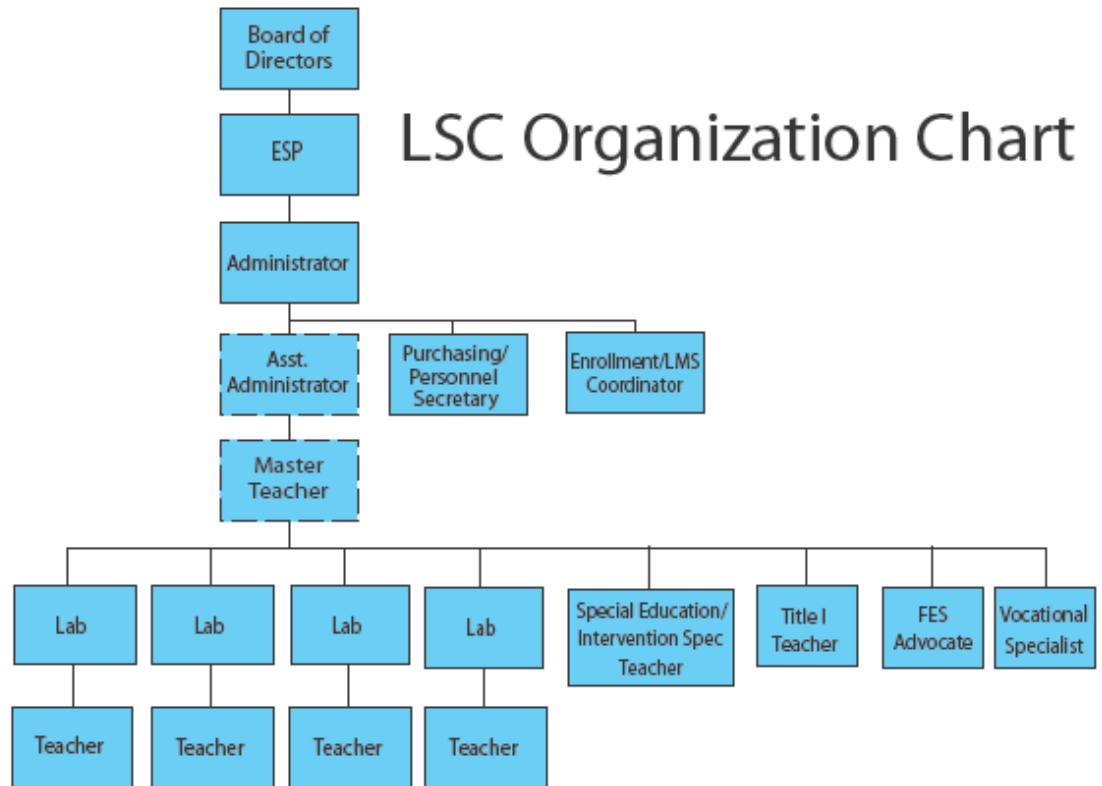 Board of
Directors
LSC Organization Chart
ESP
Administrator
Asst.
Administrator
Purchasing/
Personnel
Secretary
Enrollment/LMS
Coordinator
Master
Teacher
Lab
Lab
Lab
Lab
Special Education/
Intervention Spec
Teacher
Title I
Teacher
FES
Advocate
Vocational
Specialist
Teacher
Teacher
Teacher
Teacher